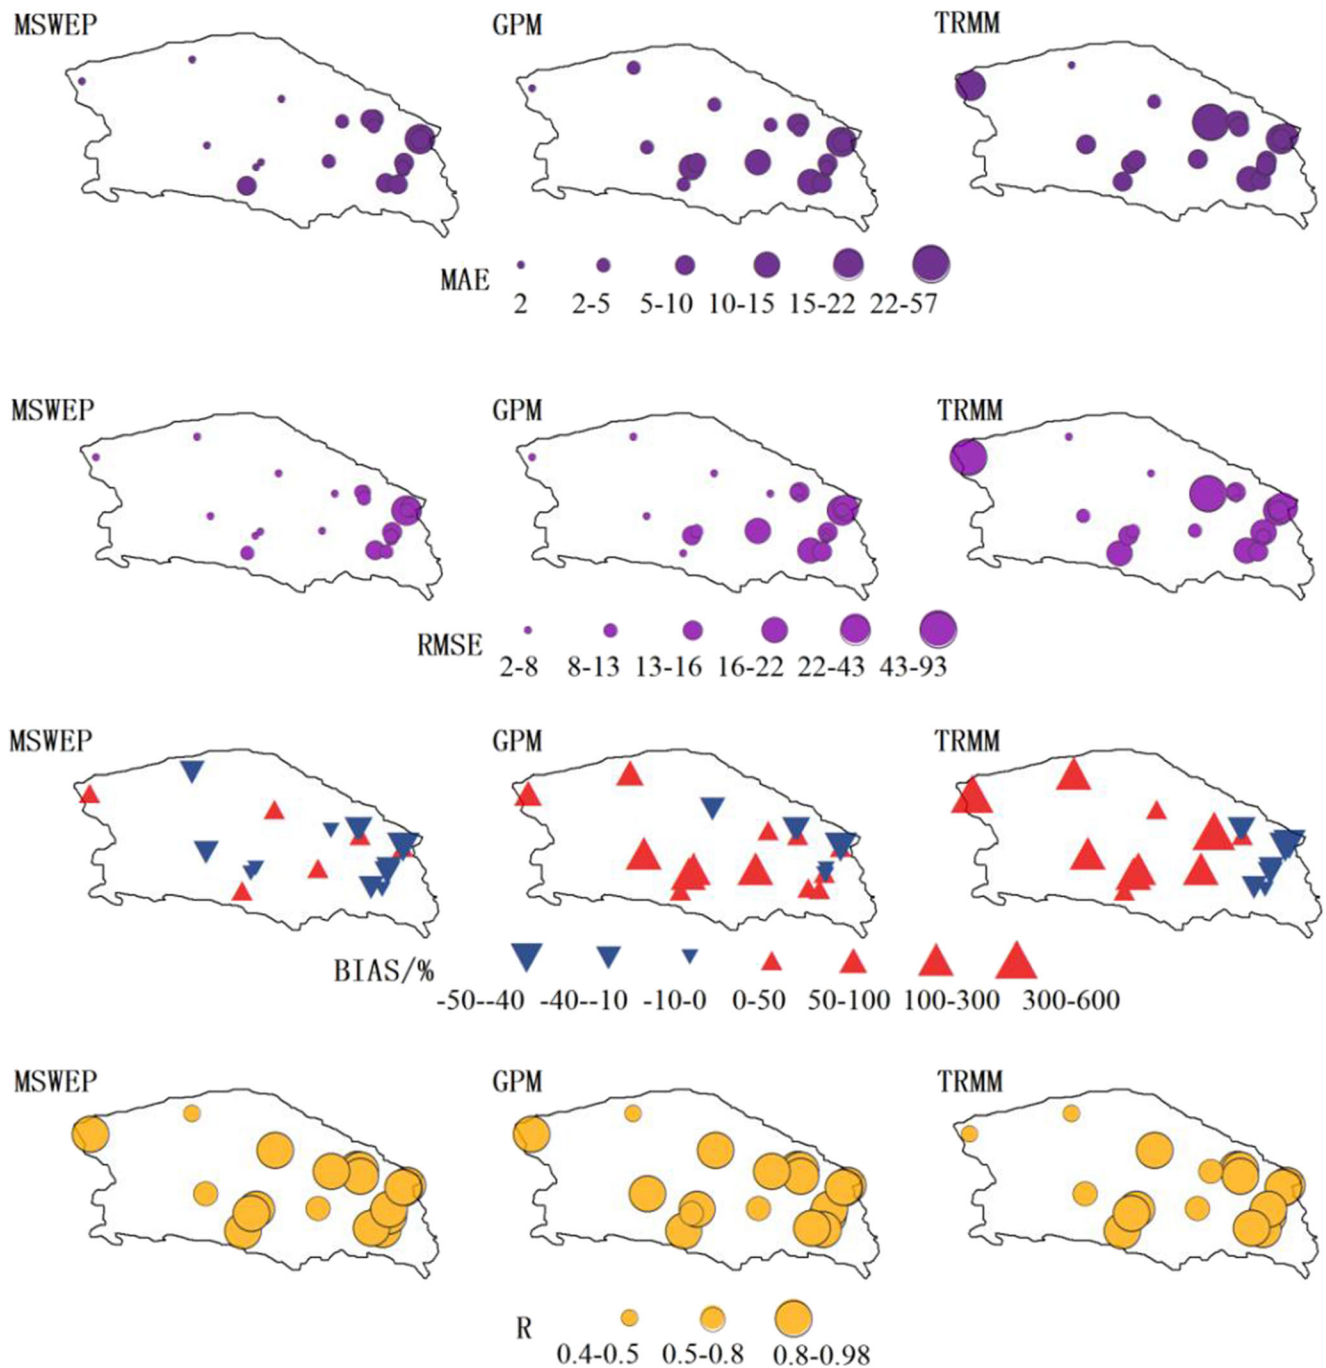 MSWEP GPM TRMM
MAE
2 2-5 5-10 10-15 15-22 22-57
MSWEP GPM TRMM
RMSE
2-8 8-13 13-16 16-22 22-43 43-93
MSWEP GPM TRMM
BIAS/%
-50--40 -40--10 -10-0 0-50 50-100 100-300 300-600
MSWEP GPM TRMM
R
0.4-0.5 0.5-0.8 0.8-0.98